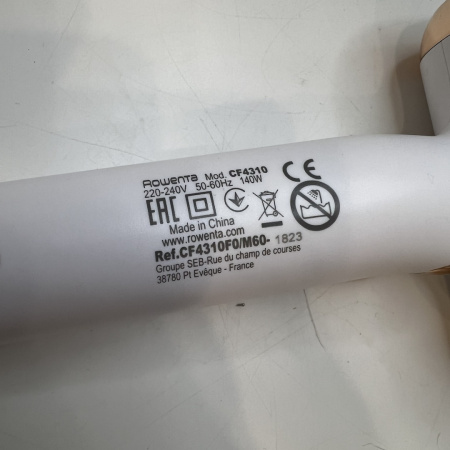 Rowenta Mod. CF4310
220-240V 50-60Hz 140W
CE
EAC
Made in China
www.rowenta.com
Ref.CF4310F0/M60- 1823
Groupe SEB-Rue du champ de courses
38780 Pt Evêque - France